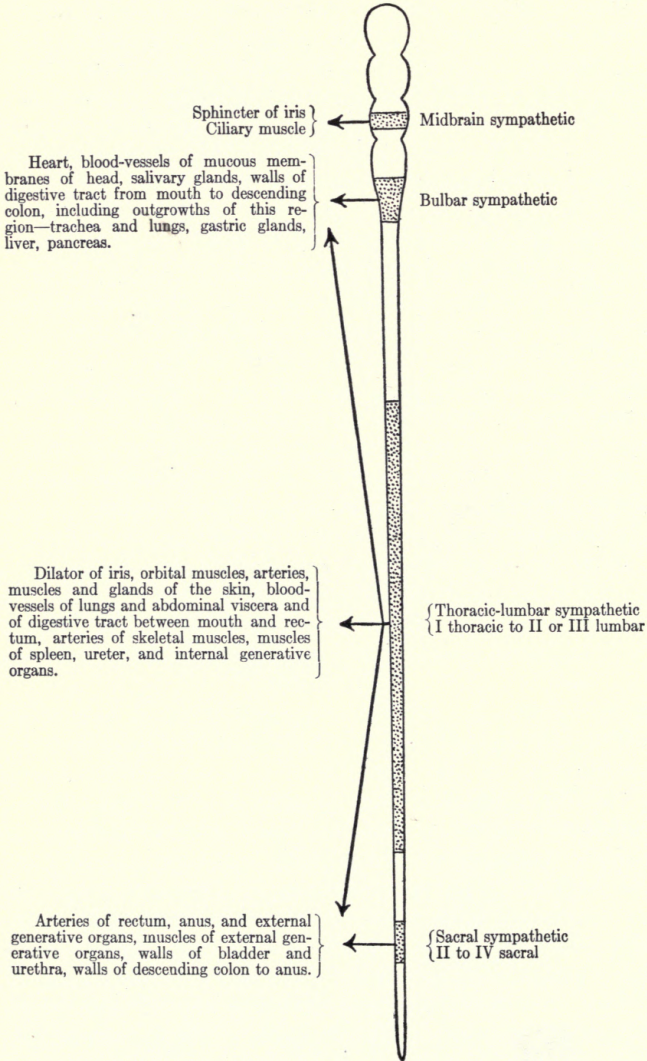 Sphincter of iris
Ciliary muscle
Midbrain sympathetic
Heart, blood-vessels of mucous mem-
branes of head, salivary glands, walls of
digestive tract from mouth to descending
colon, including outgrowths of this re-
gion—trachea and lungs, gastric glands,
liver, pancreas.
Bulbar sympathetic
Dilator of iris, orbital muscles, arteries,
muscles and glands of the skin, blood-
vessels of lungs and abdominal viscera and
of digestive tract between mouth and rec-
tum, arteries of skeletal muscles, muscles
of spleen, ureter, and internal generative
organs.
Thoracic-lumbar sympathetic
I thoracic to II or III lumbar
Arteries of rectum, anus, and external
generative organs, muscles of external gen-
erative organs, walls of bladder and
urethra, walls of descending colon to anus.
Sacral sympathetic
II to IV sacral